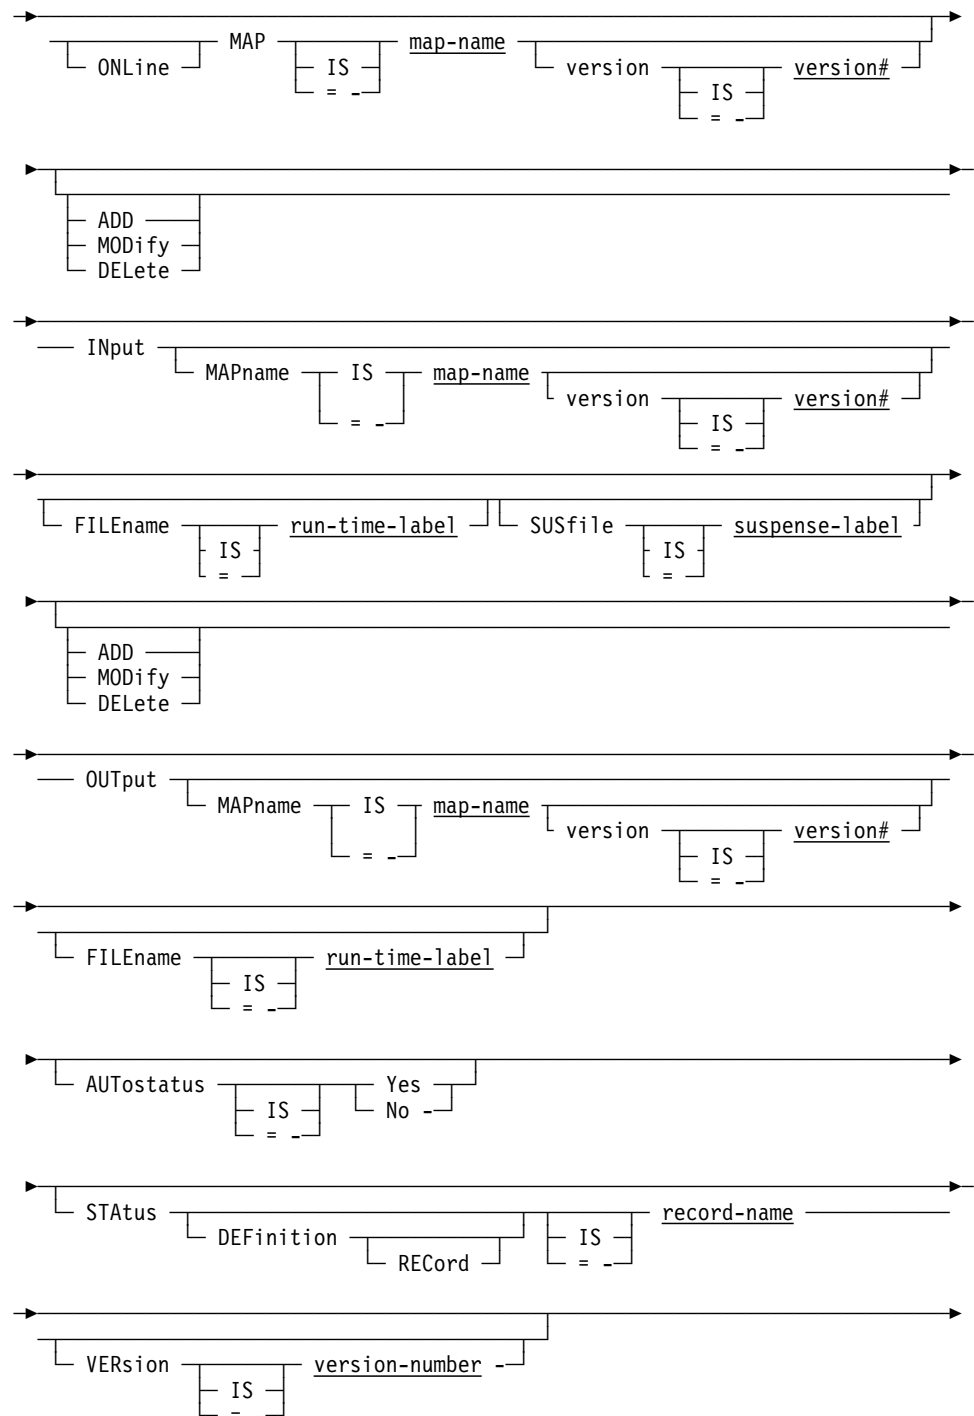 MAP map-name
ONLine IS version version#
= - IS
= -
ADD
MODify
DELete
INput
MAPname IS map-name
version version#
= - IS
= -
FILEname run-time-label SUSfile suspense-label
IS IS
= =
ADD
MODify
DELete
OUTput
MAPname IS map-name
version version#
= - IS
= -
FILEname run-time-label
IS
= -
AUTostatus Yes
IS No -
= -
STAtus record-name
DEFinition IS
RECord = -
VERsion version-number -
IS
=